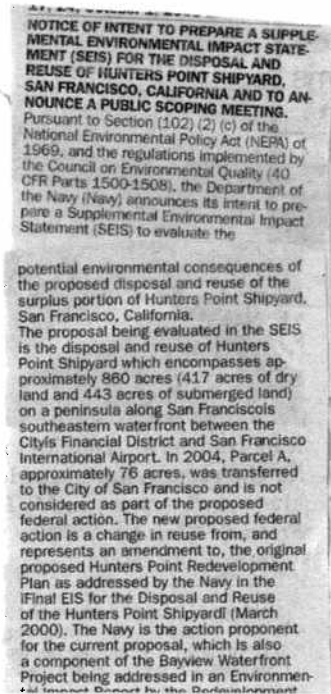 NOTICE OF INTENT TO PREPARE A SUPPLE-
MENTAL ENVIRONMENTAL IMPACT STATE-
MENT (SEIS) FOR THE DISPOSAL AND
REUSE OF HUNTERS POINT SHIPYARD,
SAN FRANCISCO, CALIFORNIA AND TO AN-
NOUNCE A PUBLIC SCOPING MEETING.
Pursuant to Section (102) (2) (c) of the
National Environmental Policy Act (NEPA) of
1969, and the regulations implemented by
the Council on Environmental Quality (40
CFR Parts 1500-1508), the Department of
the Navy (Navy) announces its intent to pre-
pare a Supplemental Environmental Impact
Statement (SEIS) to evaluate the
potential environmental consequences of
the proposed disposal and reuse of the
surplus portion of Hunters Point Shipyard,
San Francisco, California.
The proposal being evaluated in the SEIS
is the disposal and reuse of Hunters
Point Shipyard which encompasses ap-
proximately 860 acres (417 acres of dry
land and 443 acres of submerged land)
on a peninsula along San Franciscoís
southeastern waterfront between the
Cityís Financial District and San Francisco
International Airport. In 2004, Parcel A,
approximately 76 acres, was transferred
to the City of San Francisco and is not
considered as part of the proposed
federal action. The new proposed federal
action is a change in reuse from, and
represents an amendment to, the original
proposed Hunters Point Redevelopment
Plan as addressed by the Navy in the
ìFinal EIS for the Disposal and Reuse
of the Hunters Point Shipyardî (March
2000). The Navy is the action proponent
for the current proposal, which is also
a component of the Bayview Waterfront
Project being addressed in an Environmen-
tal Impact Report by the Redevelopment